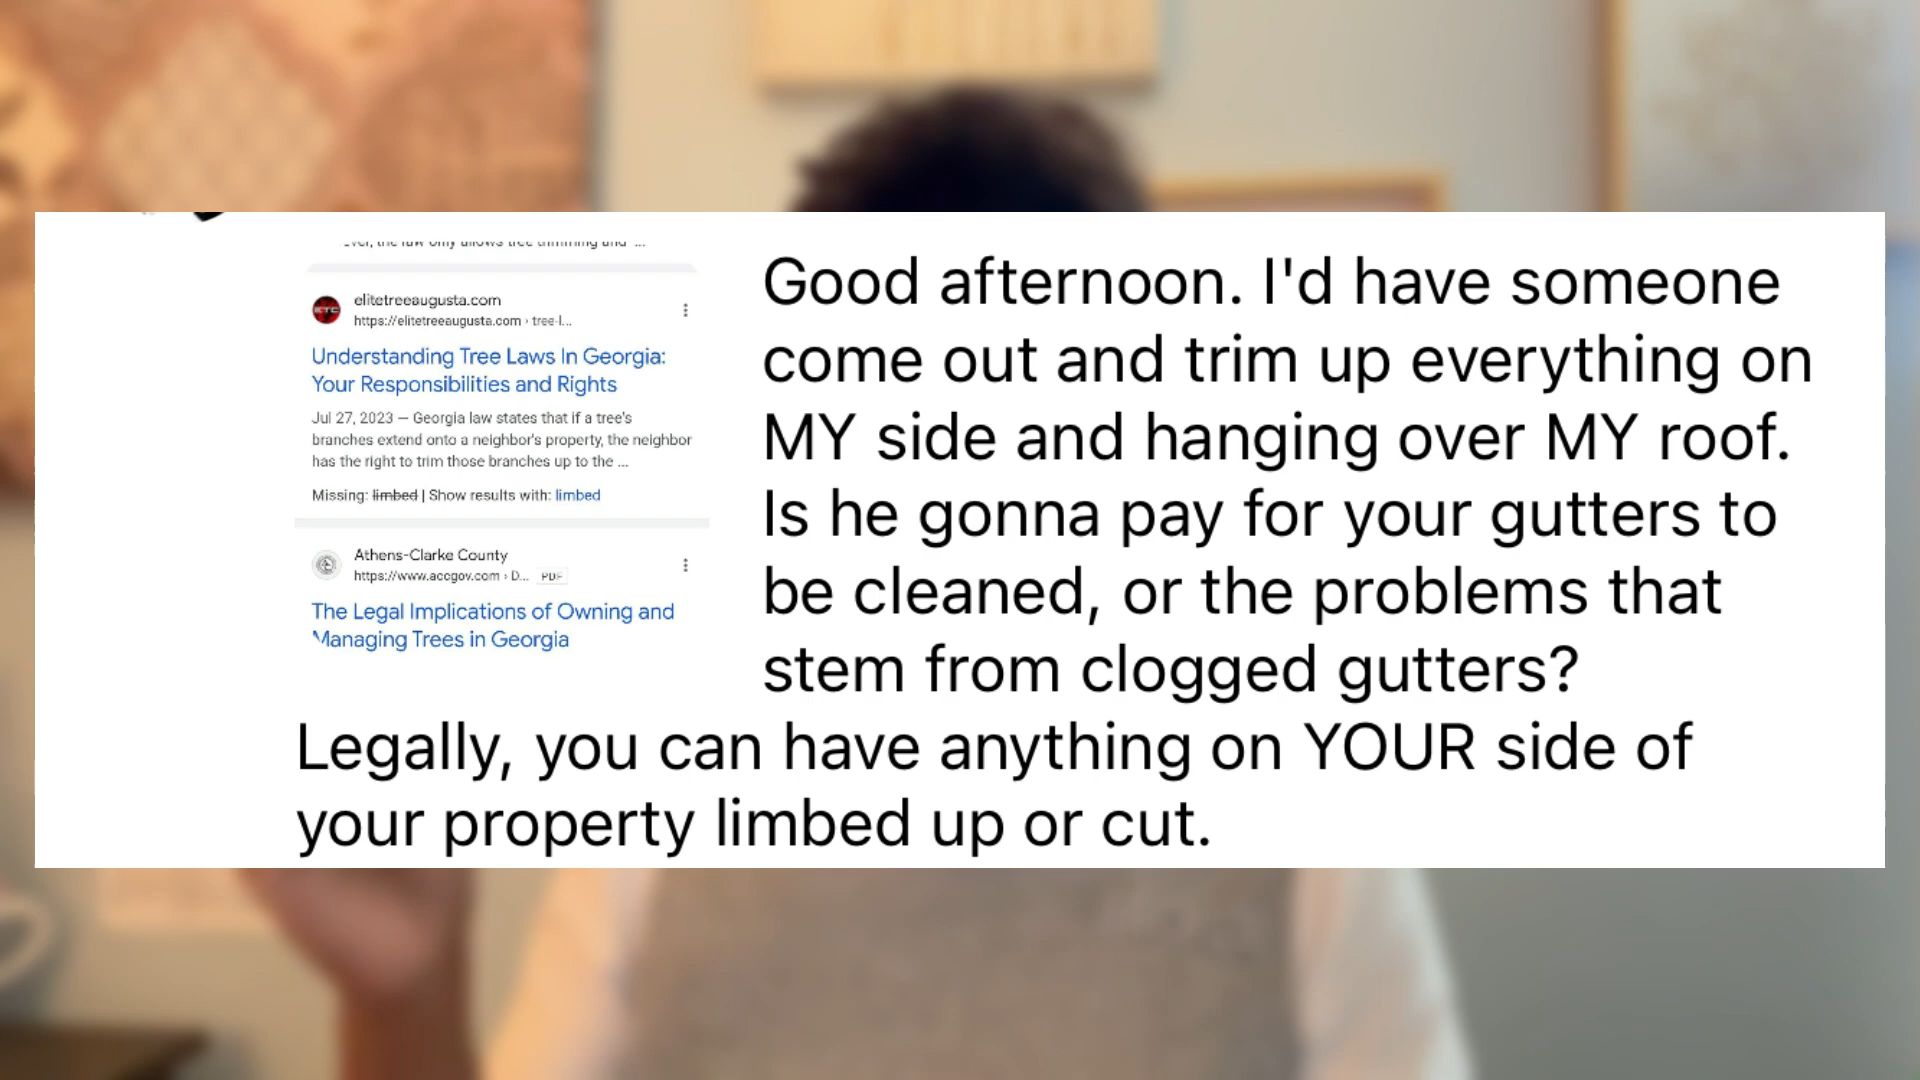 elitetreeaugusta.com
https://elitetreeaugusta.com › tree-l...
Understanding Tree Laws In Georgia:
Your Responsibilities and Rights
Jul 27, 2023 — Georgia law states that if a tree's
branches extend onto a neighbor's property, the neighbor
has the right to trim those branches up to the ...
Missing: limbed | Show results with: limbed
Athens-Clarke County
https://www.accgov.com › D... PDF
The Legal Implications of Owning and
Managing Trees in Georgia
Good afternoon. I'd have someone
come out and trim up everything on
MY side and hanging over MY roof.
Is he gonna pay for your gutters to
be cleaned, or the problems that
stem from clogged gutters?
Legally, you can have anything on YOUR side of
your property limbed up or cut.